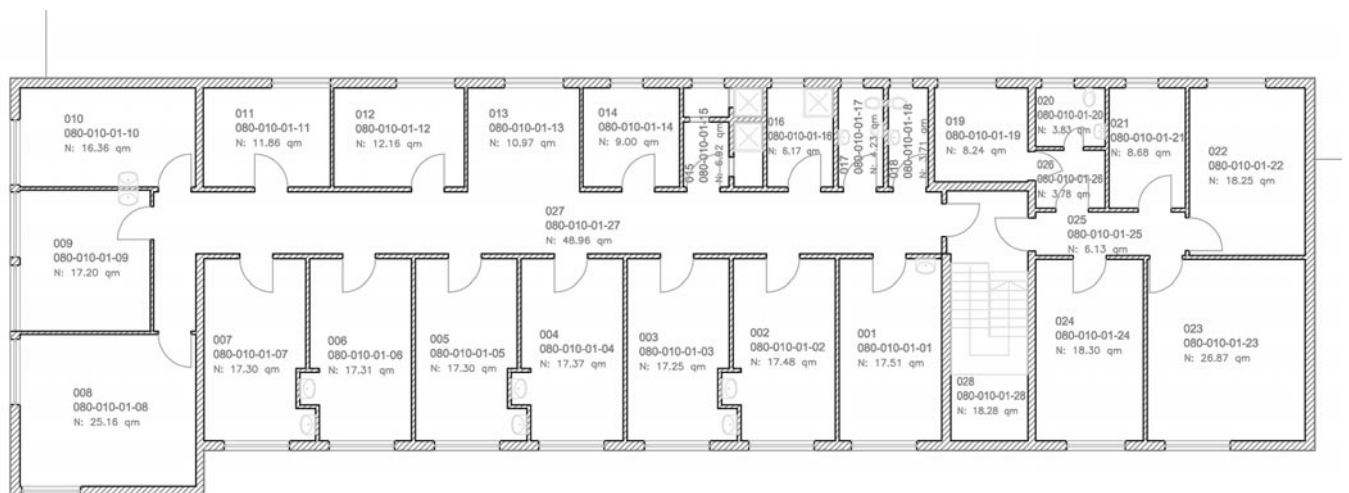 010
080-010-01-10
N: 16.36 qm
011
080-010-01-11
N: 11.86 qm
012
080-010-01-12
N: 12.16 qm
013
080-010-01-13
N: 10.97 qm
014
080-010-01-14
N: 9.00 qm
015
080-010-01-15
N: 6.92 qm
016
080-010-01-16
N: 6.17 qm
017
080-010-01-17
N: 4.23 qm
018
080-010-01-18
N: 3.71 qm
019
080-010-01-19
N: 8.24 qm
020
080-010-01-20
N: 3.83 qm
021
080-010-01-21
N: 8.68 qm
022
080-010-01-22
N: 18.25 qm
026
080-010-01-26
N: 3.78 qm
009
080-010-01-09
N: 17.20 qm
027
080-010-01-27
N: 48.96 qm
025
080-010-01-25
N: 6.13 qm
008
080-010-01-08
N: 25.16 qm
007
080-010-01-07
N: 17.30 qm
006
080-010-01-06
N: 17.31 qm
005
080-010-01-05
N: 17.30 qm
004
080-010-01-04
N: 17.37 qm
003
080-010-01-03
N: 17.25 qm
002
080-010-01-02
N: 17.48 qm
001
080-010-01-01
N: 17.51 qm
028
080-010-01-28
N: 18.28 qm
024
080-010-01-24
N: 18.30 qm
023
080-010-01-23
N: 26.87 qm